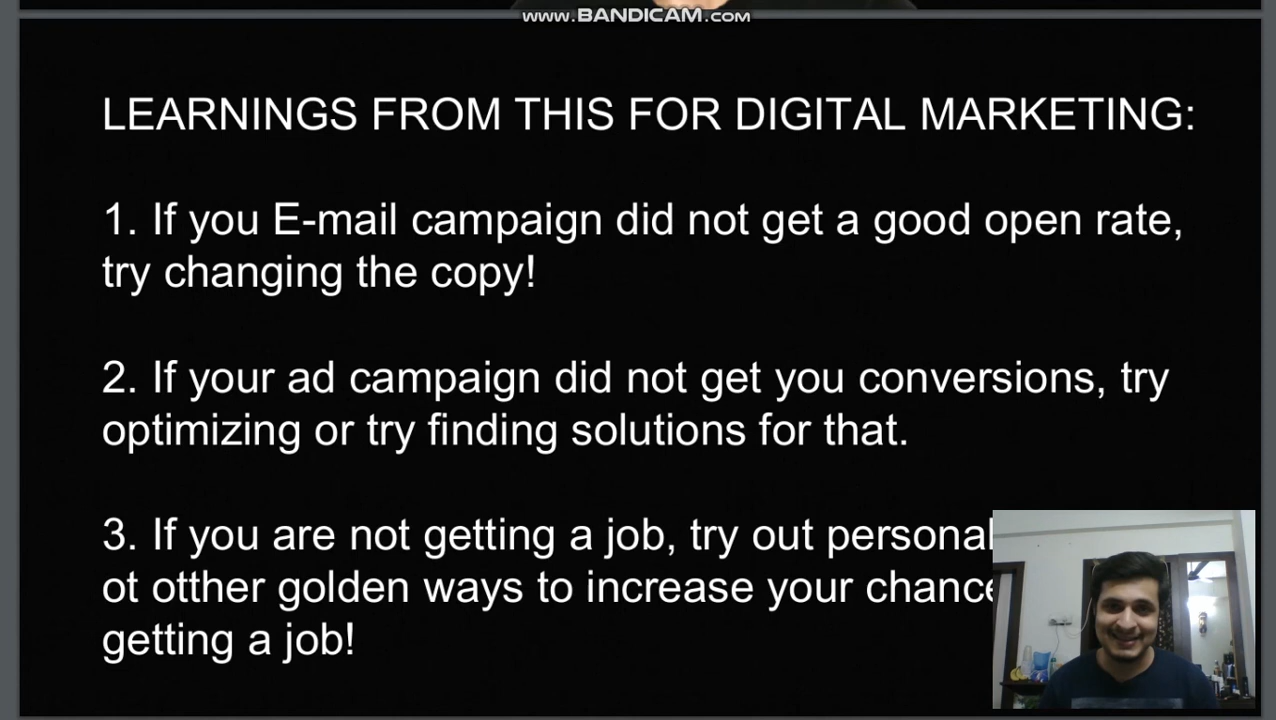 www.BANDICAM.com
LEARNINGS FROM THIS FOR DIGITAL MARKETING:
1. If you E-mail campaign did not get a good open rate,
try changing the copy!
2. If your ad campaign did not get you conversions, try
optimizing or try finding solutions for that.
3. If you are not getting a job, try out personal
ot otther golden ways to increase your chance
getting a job!